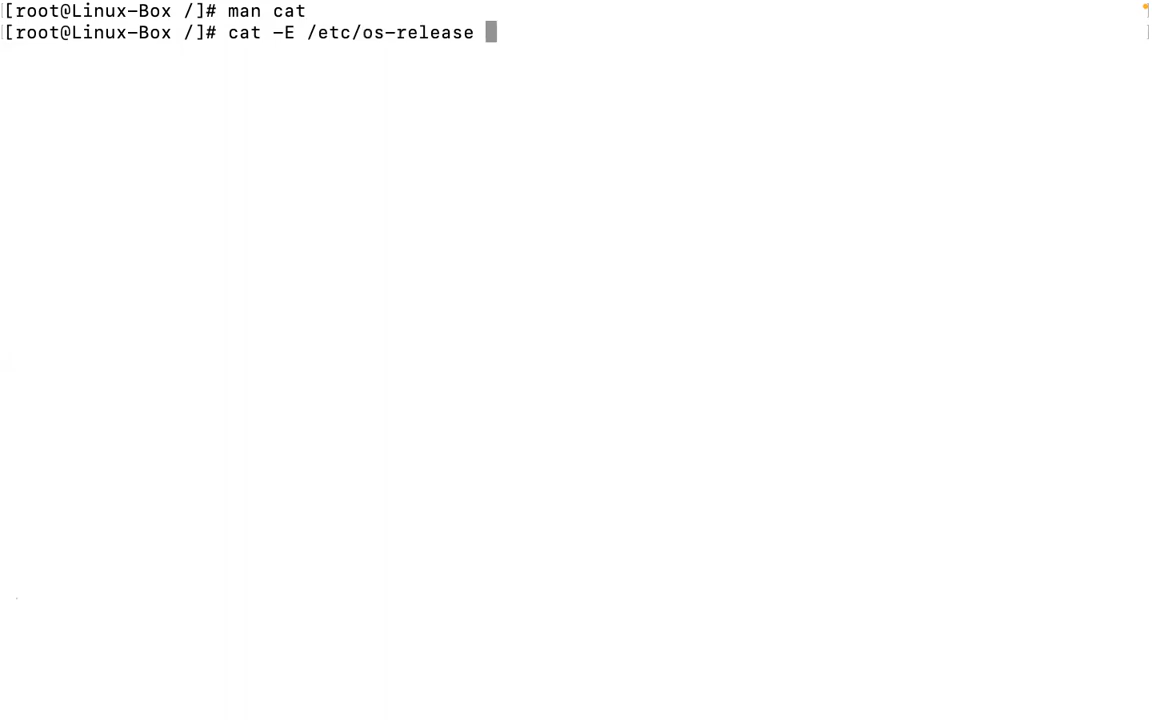 [root@Linux-Box /]# man cat
[root@Linux-Box /]# cat -E /etc/os-release